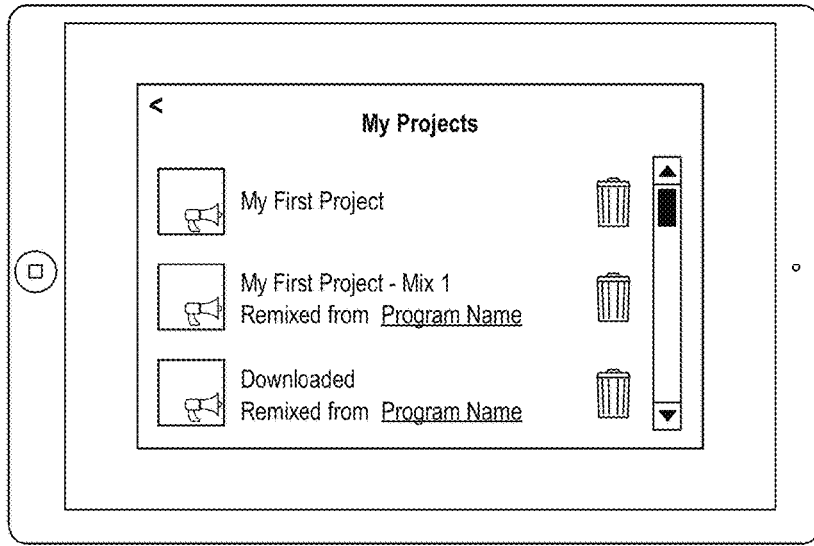 <
My Projects
My First Project
My First Project - Mix 1
Remixed from Program Name
Downloaded
Remixed from Program Name